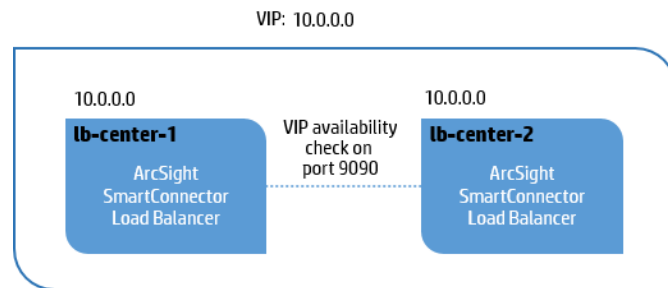 VIP: 10.0.0.0
10.0.0.0
lb-center-1
ArcSight
SmartConnector
Load Balancer
VIP availability
check on
port 9090
10.0.0.0
lb-center-2
ArcSight
SmartConnector
Load Balancer